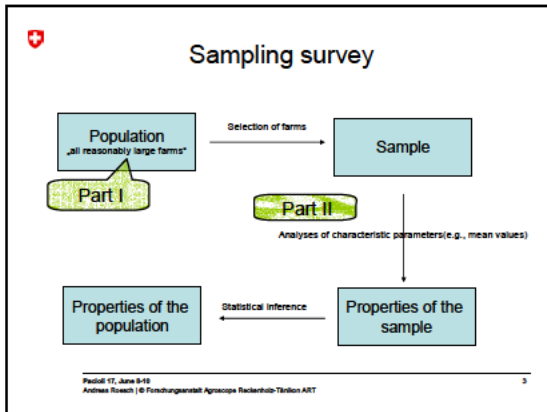 Sampling survey
Population
„all reasonably large farms“
Selection of farms
Sample
Part I
Part II
Analyses of characteristic parameters(e.g., mean values)
Properties of the
population
Statistical inference
Properties of the
sample
Pacioli 17, June 8-10
3
Andreas Roesch | © Forschungsanstalt Agroscope Reckenholz-Tänikon ART